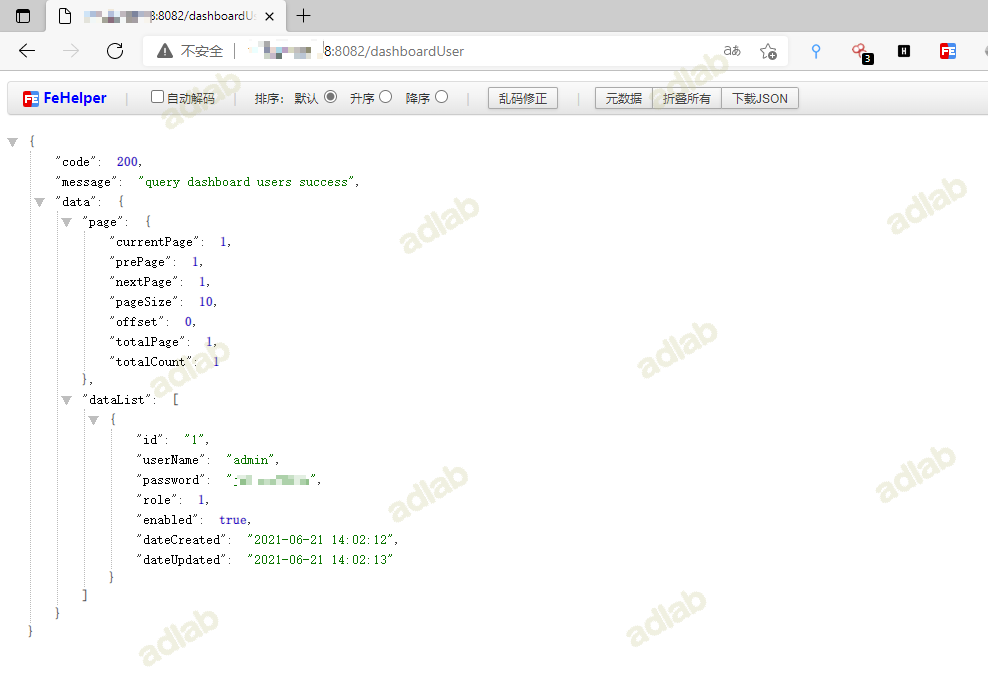 8:8082/dashboardU
不安全 8:8082/dashboardUser aあ 3 H FE
FE FeHelper 自动解码 排序: 默认 升序 降序 乱码修正 元数据 折叠所有 下载JSON
{
"code": 200,
"message": "query dashboard users success",
"data": {
"page": {
"currentPage": 1,
"prePage": 1,
"nextPage": 1,
"pageSize": 10,
"offset": 0,
"totalPage": 1,
"totalCount": 1
},
"dataList": [
{
"id": "1",
"userName": "admin",
"password": "",
"role": 1,
"enabled": true,
"dateCreated": "2021-06-21 14:02:12",
"dateUpdated": "2021-06-21 14:02:13"
}
]
}
}
adlab
adlab
adlab
adlab
adlab
adlab
adlab
adlab
adlab
adlab